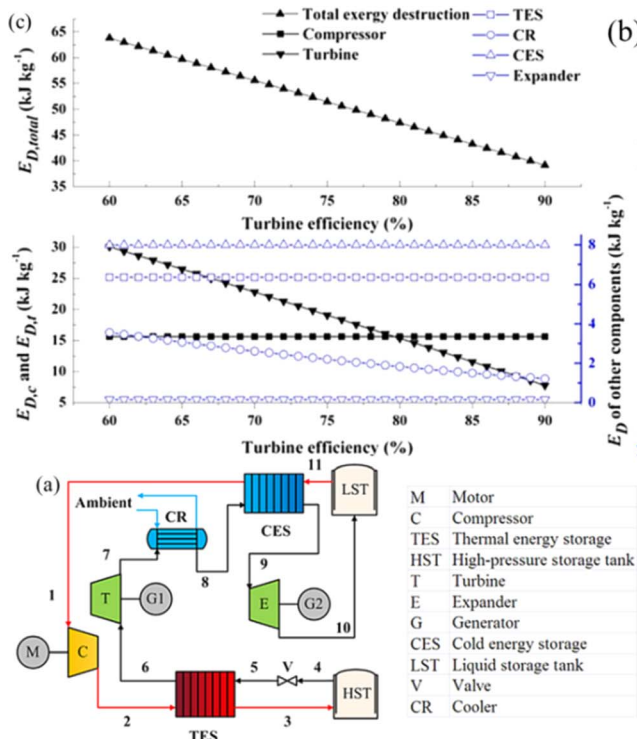 (c)
Total exergy destruction
Compressor
Turbine
TES
CR
CES
Expander
(b)
E_D,total (kJ kg⁻¹)
65
60
55
50
45
40
35
60 65 70 75 80 85 90
Turbine efficiency (%)
E_D,c and E_D,t (kJ kg⁻¹)
30
25
20
15
10
5
8
6
4
2
0
E_D of other components (kJ kg⁻¹)
60 65 70 75 80 85 90
Turbine efficiency (%)
(a)
Ambient
CR
CES
11
LST
7
8
9
1
T
G1
E
G2
10
M
C
6
5
V
4
2
TES
3
HST
M Motor
C Compressor
TES Thermal energy storage
HST High-pressure storage tank
T Turbine
E Expander
G Generator
CES Cold energy storage
LST Liquid storage tank
V Valve
CR Cooler